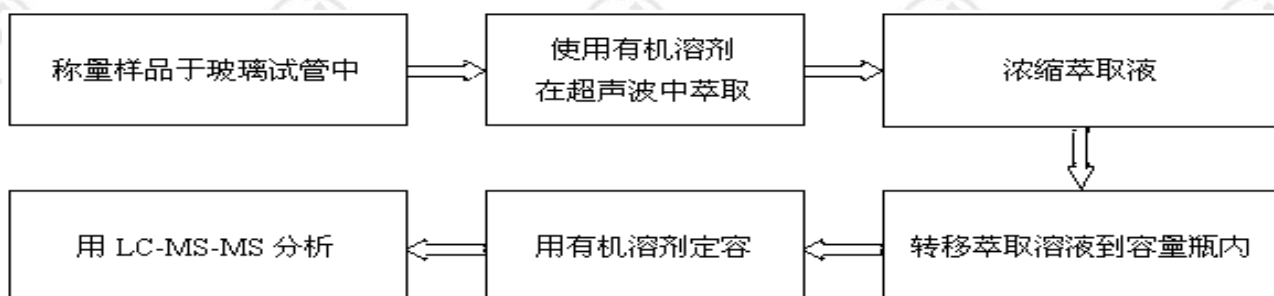 称量样品于玻璃试管中
使用有机溶剂
在超声波中萃取
浓缩萃取液
转移萃取溶液到容量瓶内
用有机溶剂定容
用 LC-MS-MS 分析